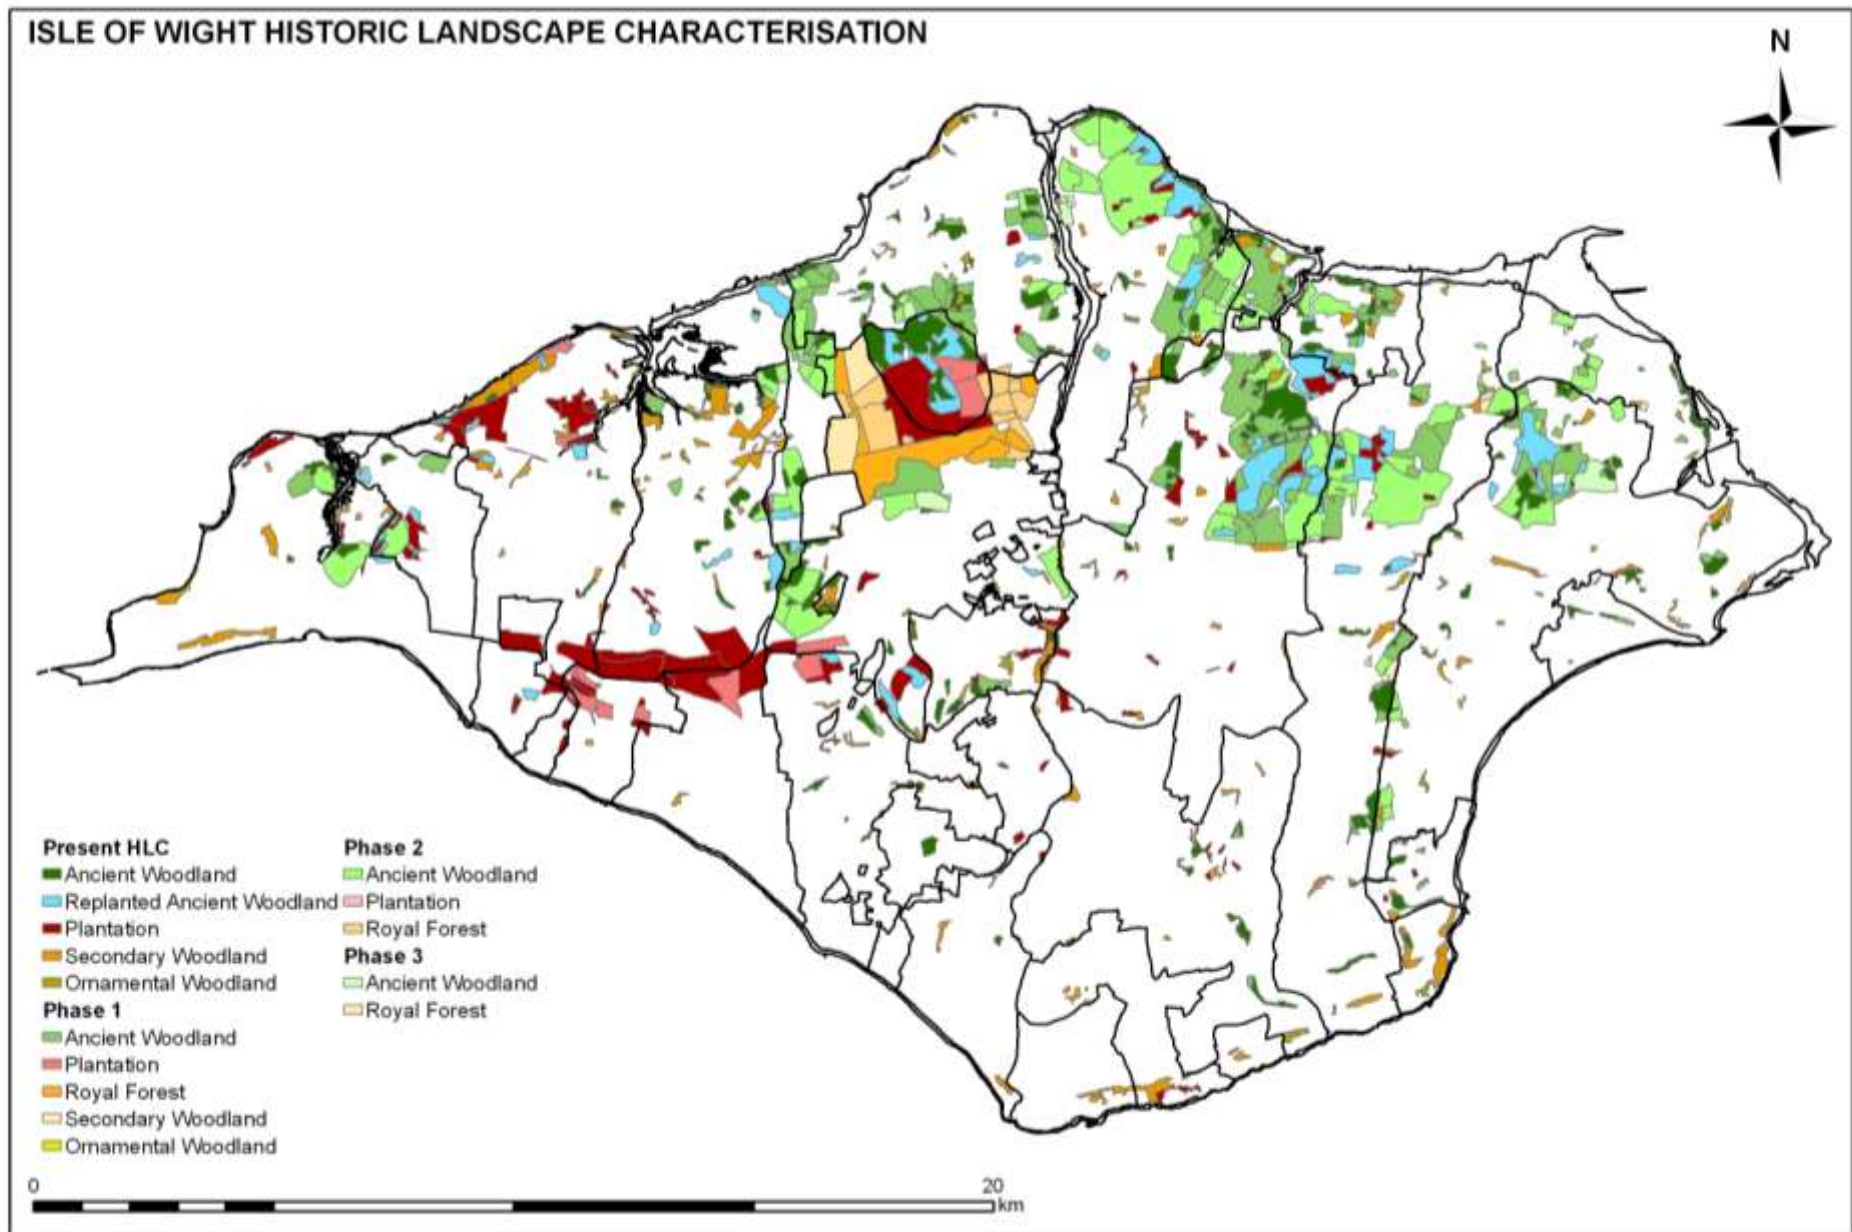 ISLE OF WIGHT HISTORIC LANDSCAPE CHARACTERISATION
N
Present HLC
Ancient Woodland
Replanted Ancient Woodland
Plantation
Secondary Woodland
Ornamental Woodland
Phase 1
Ancient Woodland
Plantation
Royal Forest
Secondary Woodland
Ornamental Woodland
Phase 2
Ancient Woodland
Plantation
Royal Forest
Phase 3
Ancient Woodland
Royal Forest
0 20
km